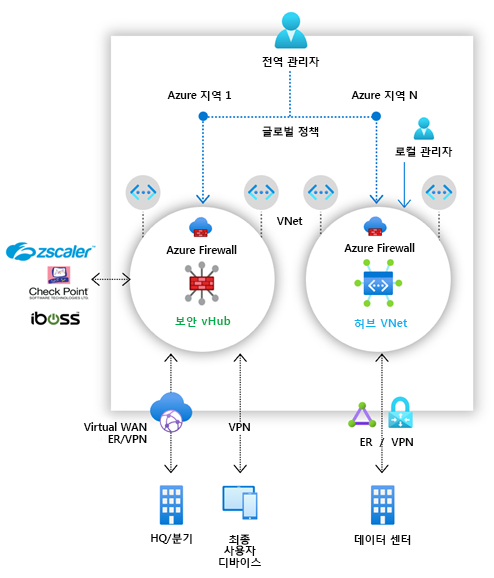 전역 관리자
Azure 지역 1
Azure 지역 N
글로벌 정책
로컬 관리자
VNet
Azure Firewall
Azure Firewall
zscaler™
Check Point
SOFTWARE TECHNOLOGIES LTD.
iboss
보안 vHub
허브 VNet
Virtual WAN
ER/VPN
VPN
ER / VPN
HQ/분기
최종
사용자
디바이스
데이터 센터